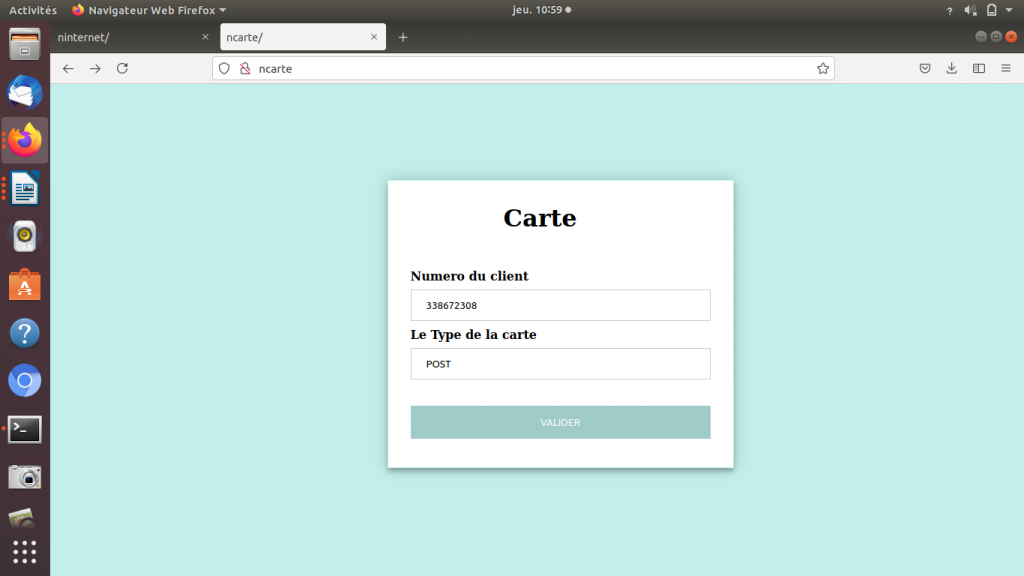 Activités Navigateur Web Firefox jeu. 10:59
ninternet/ ncarte/
ncarte
Carte
Numero du client
338672308
Le Type de la carte
POST
VALIDER